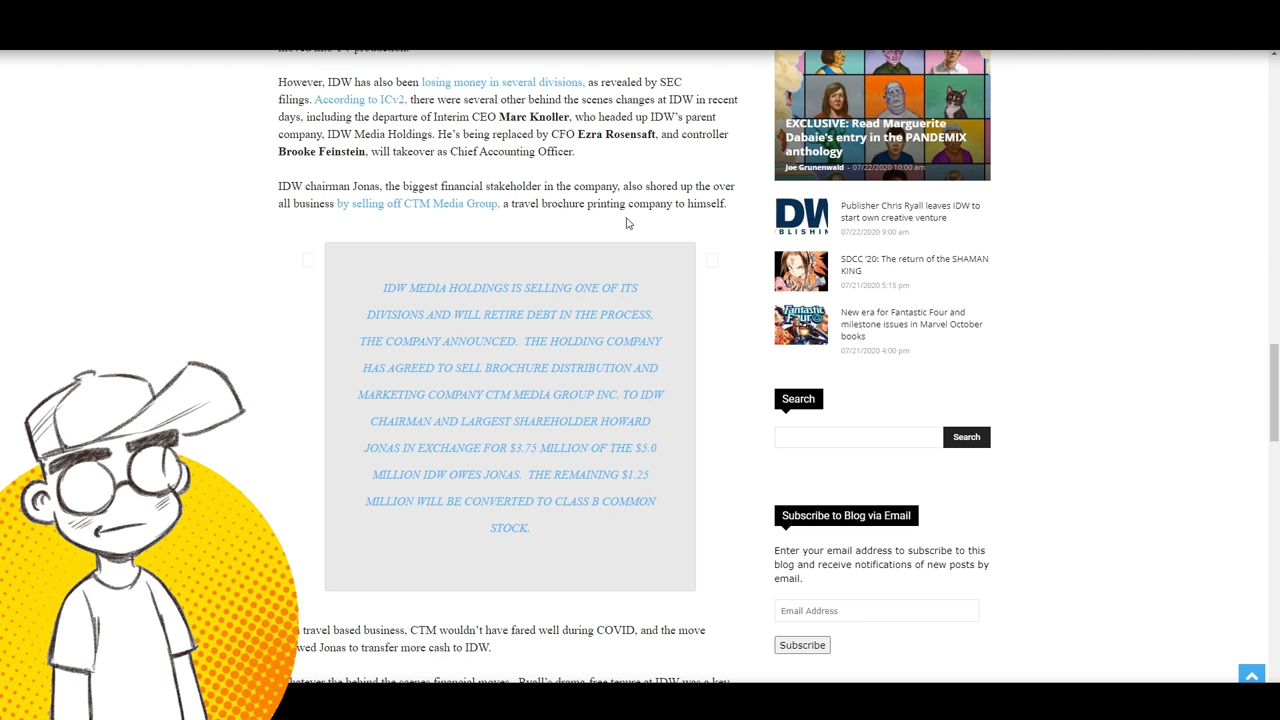 However, IDW has also been losing money in several divisions, as revealed by SEC
filings. According to ICv2, there were several other behind the scenes changes at IDW in recent
days, including the departure of Interim CEO Marc Knoller, who headed up IDW's parent
company, IDW Media Holdings. He's being replaced by CFO Ezra Rosensaft, and controller
Brooke Feinstein, will takeover as Chief Accounting Officer.
IDW chairman Jonas, the biggest financial stakeholder in the company, also shored up the over
all business by selling off CTM Media Group, a travel brochure printing company to himself.
IDW MEDIA HOLDINGS IS SELLING ONE OF ITS
DIVISIONS AND WILL RETIRE DEBT IN THE PROCESS,
THE COMPANY ANNOUNCED. THE HOLDING COMPANY
HAS AGREED TO SELL BROCHURE DISTRIBUTION AND
MARKETING COMPANY CTM MEDIA GROUP INC. TO IDW
CHAIRMAN AND LARGEST SHAREHOLDER HOWARD
JONAS IN EXCHANGE FOR $3.75 MILLION OF THE $5.0
MILLION IDW OWES JONAS. THE REMAINING $1.25
MILLION WILL BE CONVERTED TO CLASS B COMMON
STOCK.
travel based business, CTM wouldn't have fared well during COVID, and the move
Jonas to transfer more cash to IDW.
EXCLUSIVE: Read Marguerite
Dabaie's entry in the PANDEMIX
anthology
Joe Grunenwald - 07/22/2020 10:00 am
Publisher Chris Ryall leaves IDW to
start own creative venture
07/22/2020 9:00 am
SDCC '20: The return of the SHAMAN
KING
07/21/2020 5:15 pm
New era for Fantastic Four and
milestone issues in Marvel October
books
07/21/2020 4:00 pm
Search
Search
Subscribe to Blog via Email
Enter your email address to subscribe to this
blog and receive notifications of new posts by
email.
Email Address
Subscribe